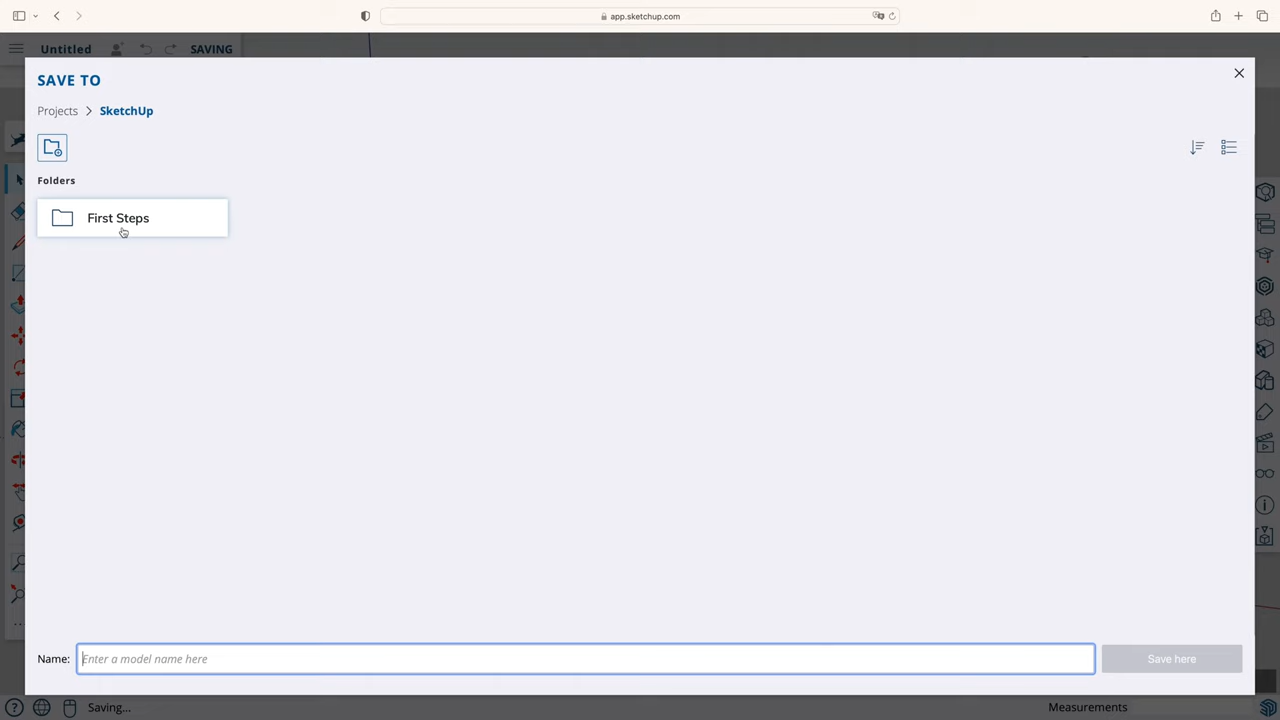 app.sketchup.com
Untitled
SAVING
SAVE TO
Projects > SketchUp
Folders
First Steps
Name: Enter a model name here
Save here
Saving...
Measurements